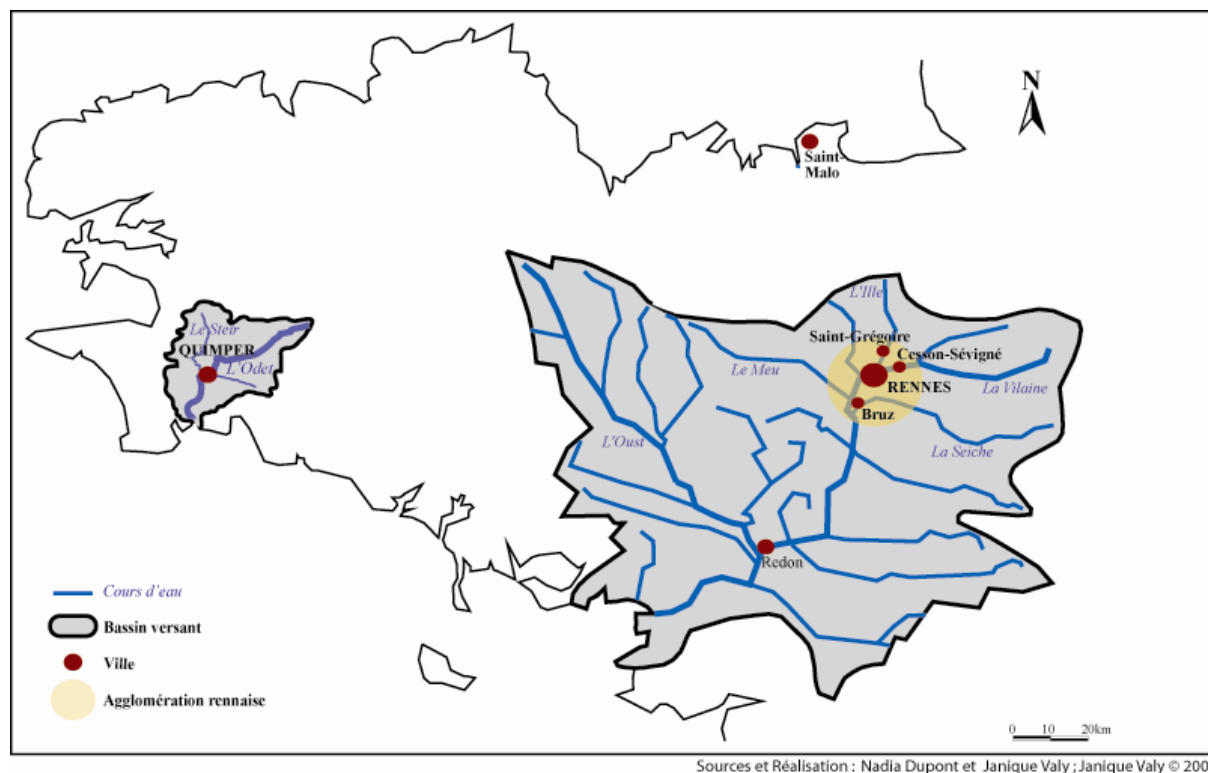 N
Saint-
Malo
L'Ille
Le Steir
Saint-Grégoire
QUIMPER
Cesson-Sévigné
L'Odet
Le Meu
RENNES
La Vilaine
Bruz
L'Oust
La Seiche
Redon
Cours d'eau
Bassin versant
Ville
Agglomération rennaise
0 10 20km
Sources et Réalisation : Nadia Dupont et Janique Valy ; Janique Valy ©